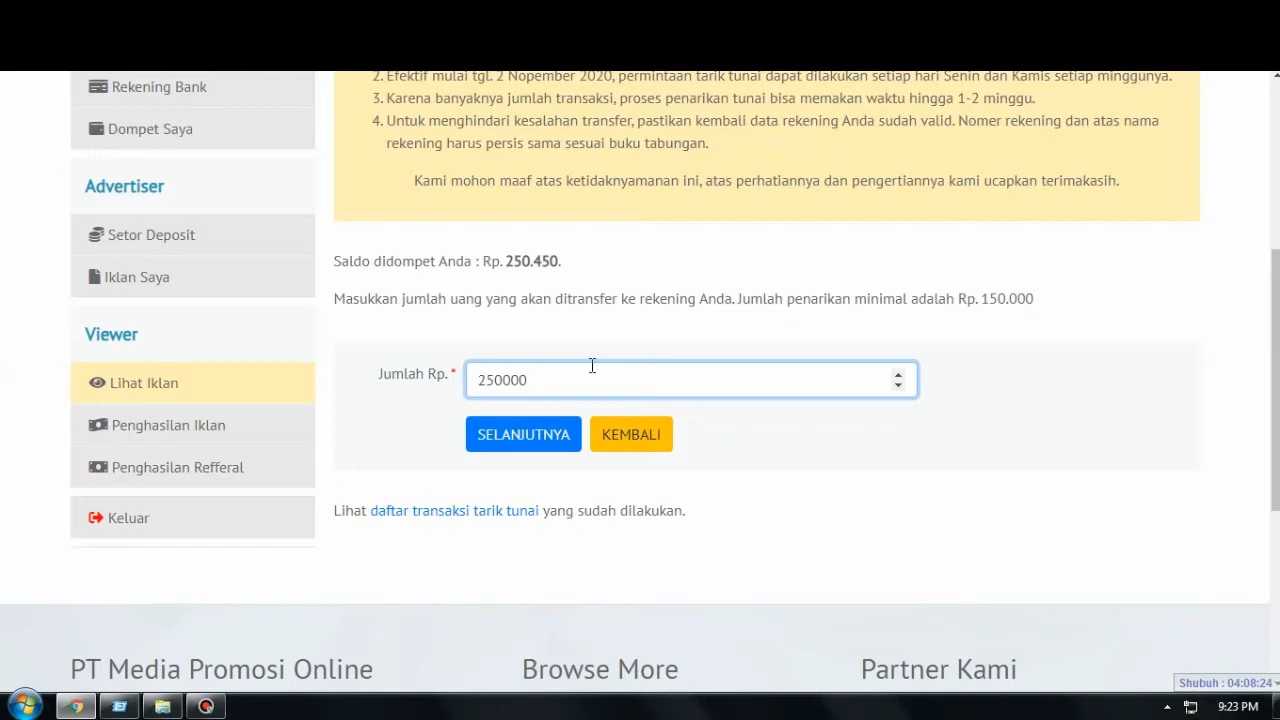 Rekening Bank
Dompet Saya
Advertiser
Setor Deposit
Iklan Saya
Viewer
Lihat Iklan
Penghasilan Iklan
Penghasilan Refferal
Keluar
2. Efektif mulai tgl. 2 Nopember 2020, permintaan tarik tunai dapat dilakukan setiap hari Senin dan Kamis setiap minggunya.
3. Karena banyaknya jumlah transaksi, proses penarikan tunai bisa memakan waktu hingga 1-2 minggu.
4. Untuk menghindari kesalahan transfer, pastikan kembali data rekening Anda sudah valid. Nomer rekening dan atas nama
rekening harus persis sama sesuai buku tabungan.
Kami mohon maaf atas ketidaknyamanan ini, atas perhatiannya dan pengertiannya kami ucapkan terimakasih.
Saldo didompet Anda : Rp. 250.450.
Masukkan jumlah uang yang akan ditransfer ke rekening Anda. Jumlah penarikan minimal adalah Rp. 150.000
Jumlah Rp. * 250000
SELANJUTNYA KEMBALI
Lihat daftar transaksi tarik tunai yang sudah dilakukan.
PT Media Promosi Online Browse More Partner Kami
Shubuh : 04:08:24
9:23 PM